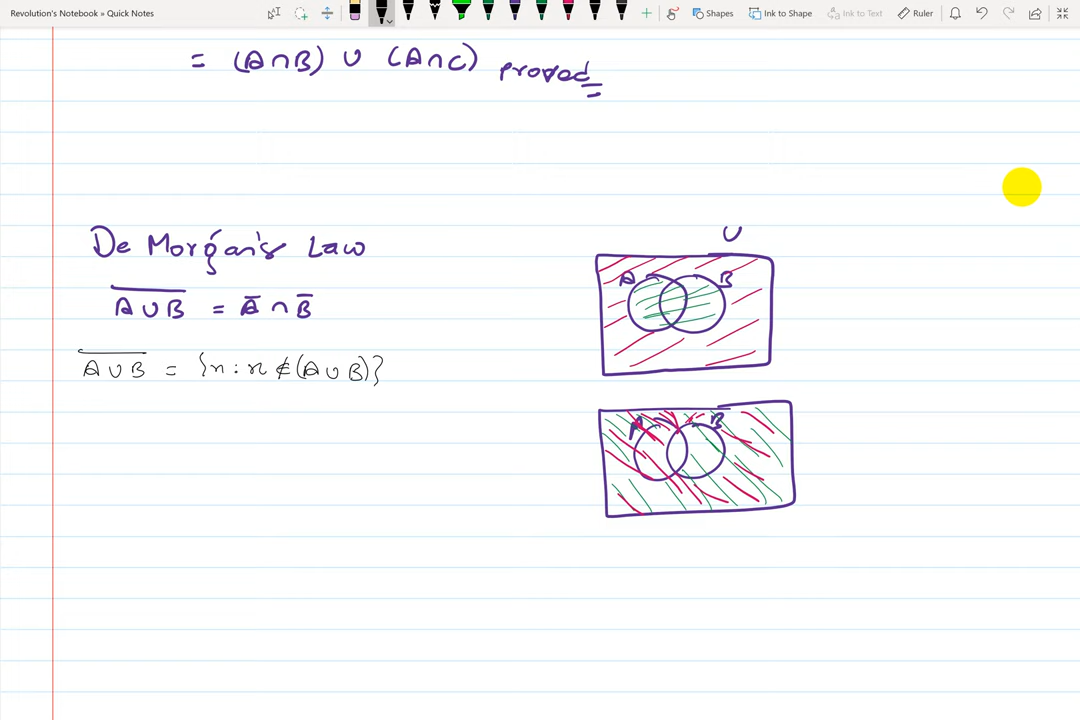 Revolution's Notebook » Quick Notes
Shapes
Ink to Shape
Ink to Text
Ruler
= (A∩B) ∪ (A∩C) proved
De Morgan's Law
U
A B
A̅ ̅∪̅ ̅B̅ = A̅ ∩ B̅
A̅ ̅∪̅ ̅B̅ = {x : x ∉ (A ∪ B)}
A B